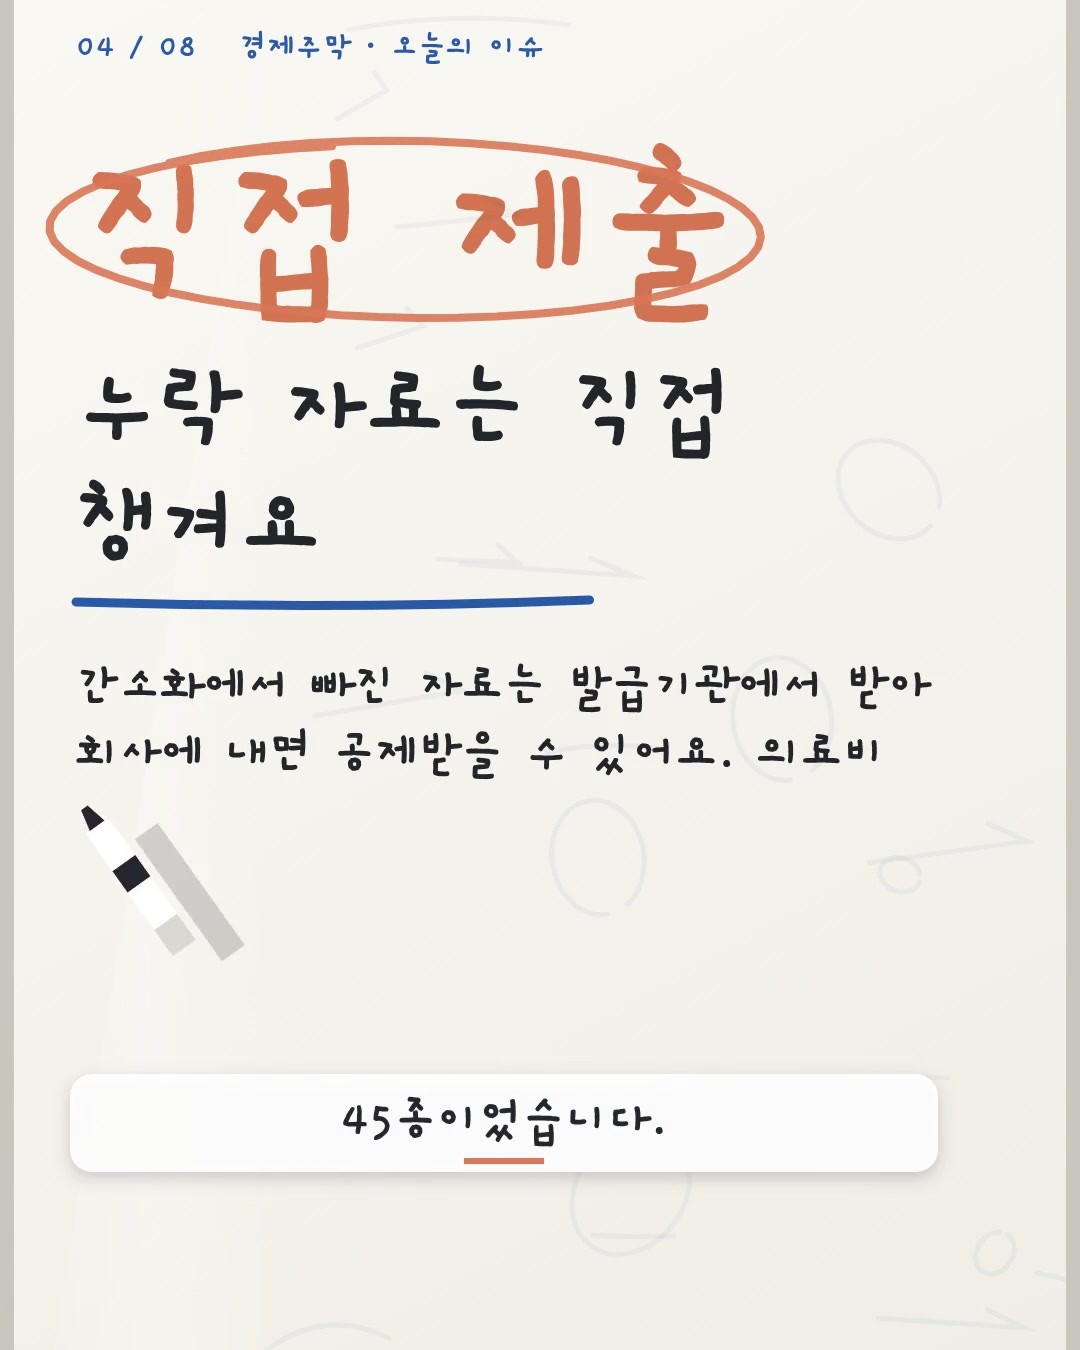 04 / 08 경제주막 · 오늘의 이슈
직접 제출
누락 자료는 직접
챙겨요
간소화에서 빠진 자료는 발급기관에서 받아
회사에 내면 공제받을 수 있어요. 의료비
45종이었습니다.